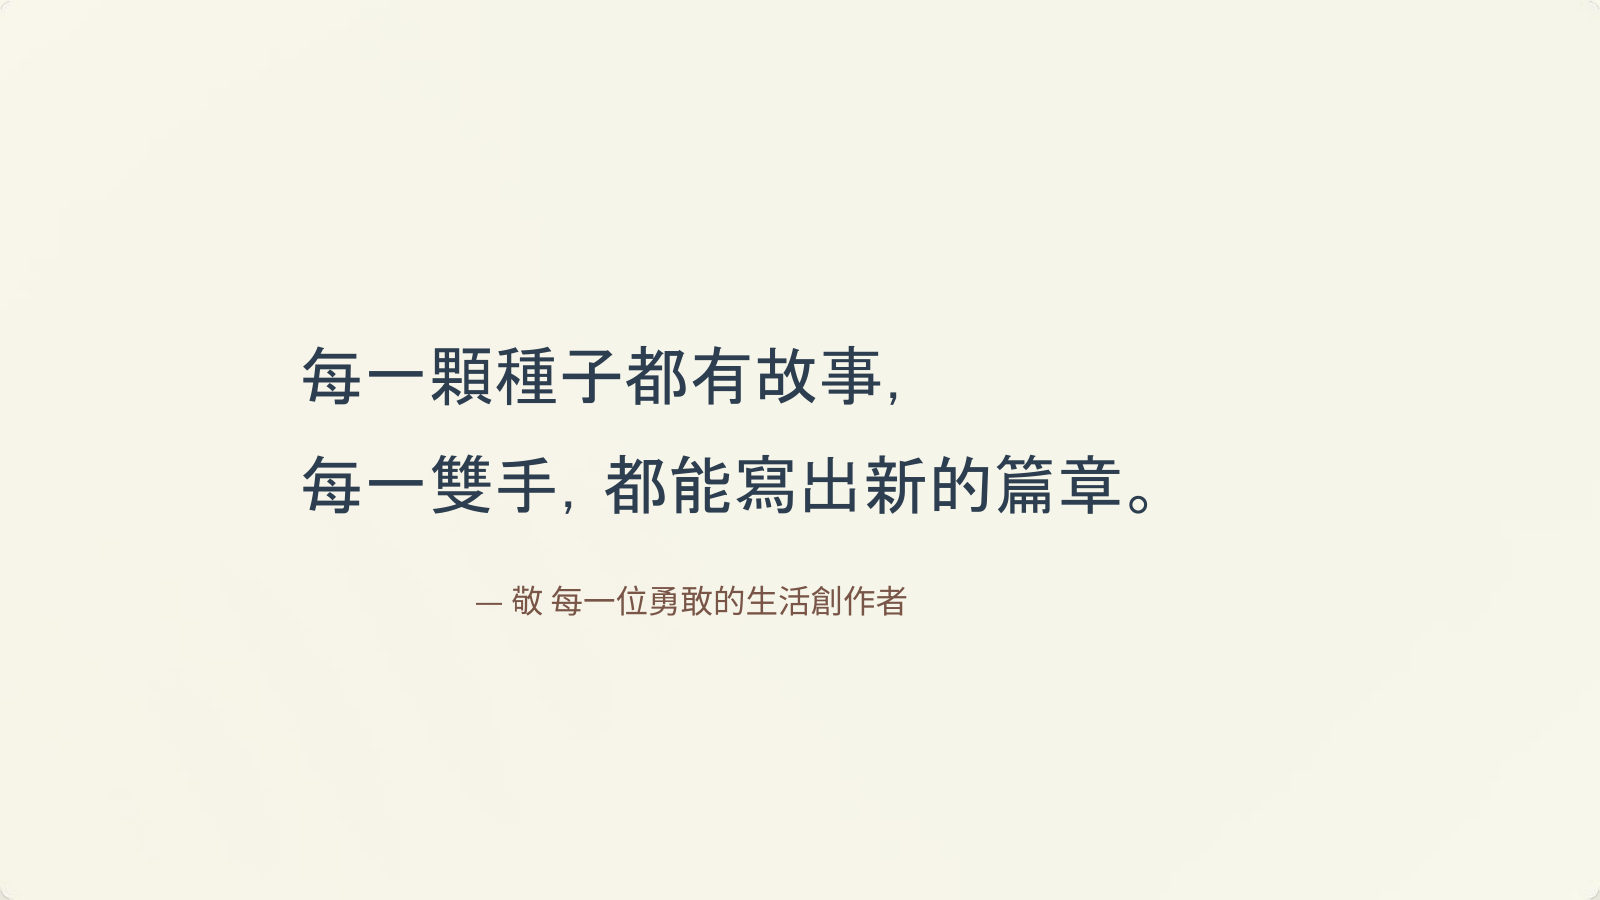 每一顆種子都有故事,
每一雙手, 都能寫出新的篇章。
— 敬 每一位勇敢的生活創作者